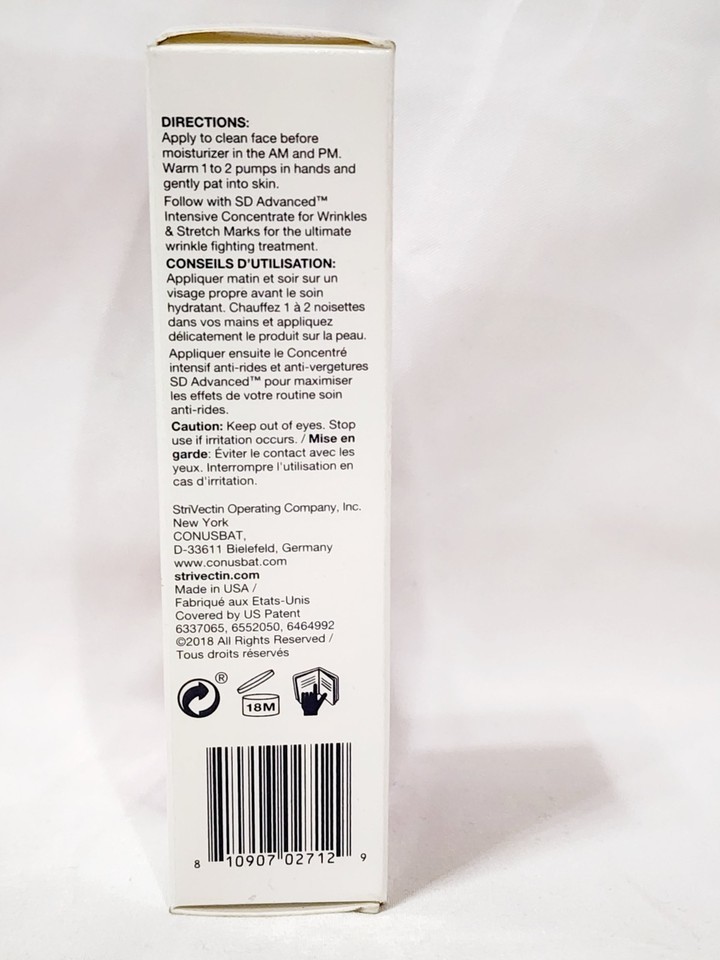 DIRECTIONS:
Apply to clean face before
moisturizer in the AM and PM.
Warm 1 to 2 pumps in hands and
gently pat into skin.
Follow with SD Advanced™
Intensive Concentrate for Wrinkles
& Stretch Marks for the ultimate
wrinkle fighting treatment.
CONSEILS D'UTILISATION:
Appliquer matin et soir sur un
visage propre avant le soin
hydratant. Chauffez 1 à 2 noisettes
dans vos mains et appliquez
délicatement le produit sur la peau.
Appliquer ensuite le Concentré
intensif anti-rides et anti-vergetures
SD Advanced™ pour maximiser
les effets de votre routine soin
anti-rides.
Caution: Keep out of eyes. Stop
use if irritation occurs. / Mise en
garde: Éviter le contact avec les
yeux. Interrompre l'utilisation en
cas d'irritation.
StriVectin Operating Company, Inc.
New York
CONUSBAT,
D-33611 Bielefeld, Germany
www.conusbat.com
strivectin.com
Made in USA /
Fabriqué aux Etats-Unis
Covered by US Patent
6337065, 6552050, 6464992
©2018 All Rights Reserved /
Tous droits réservés
®
18M
8 10907 02712 9